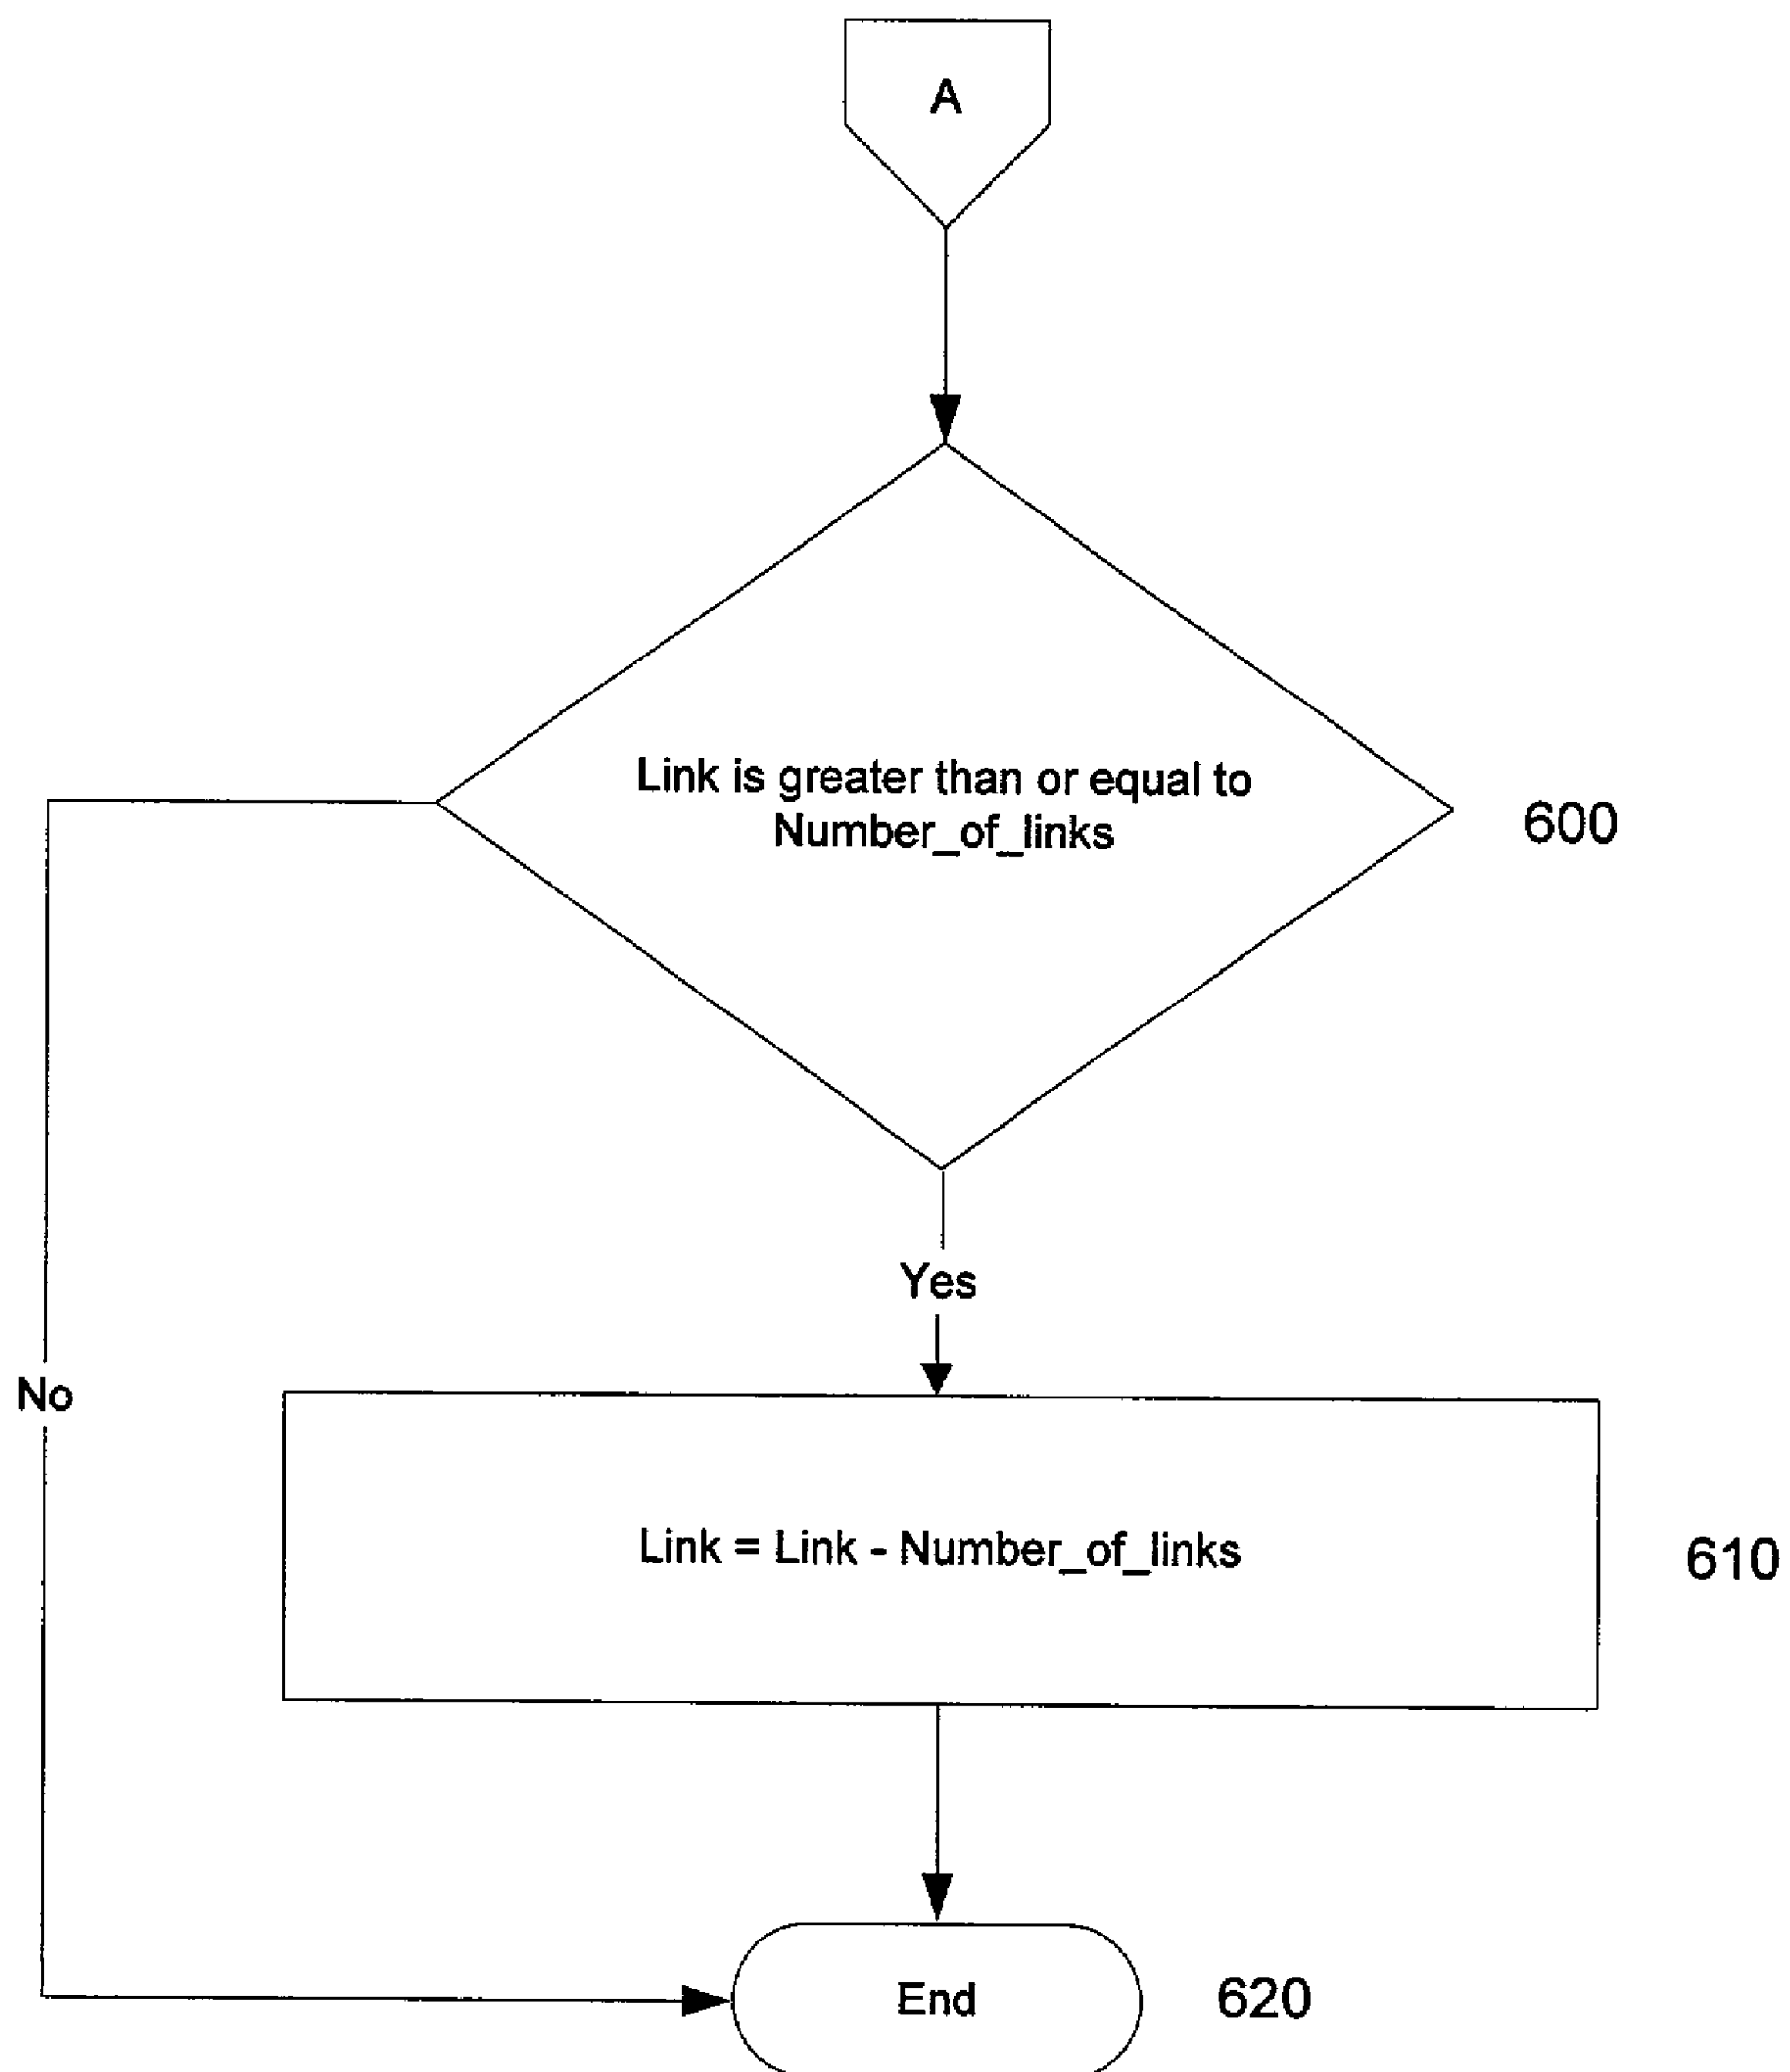 A
Link is greater than or equal to
Number_of_links
600
Yes
No
Link = Link - Number_of_links
610
End
620